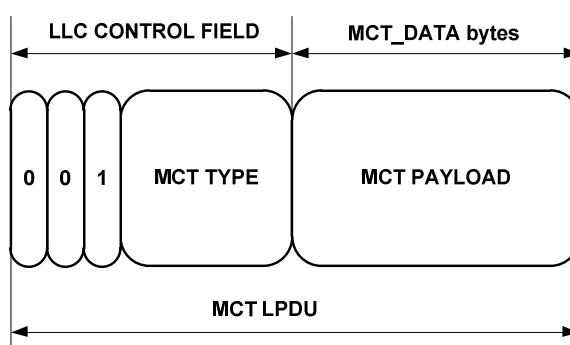 LLC CONTROL FIELD MCT_DATA bytes
0 0 1 MCT TYPE MCT PAYLOAD
MCT LPDU